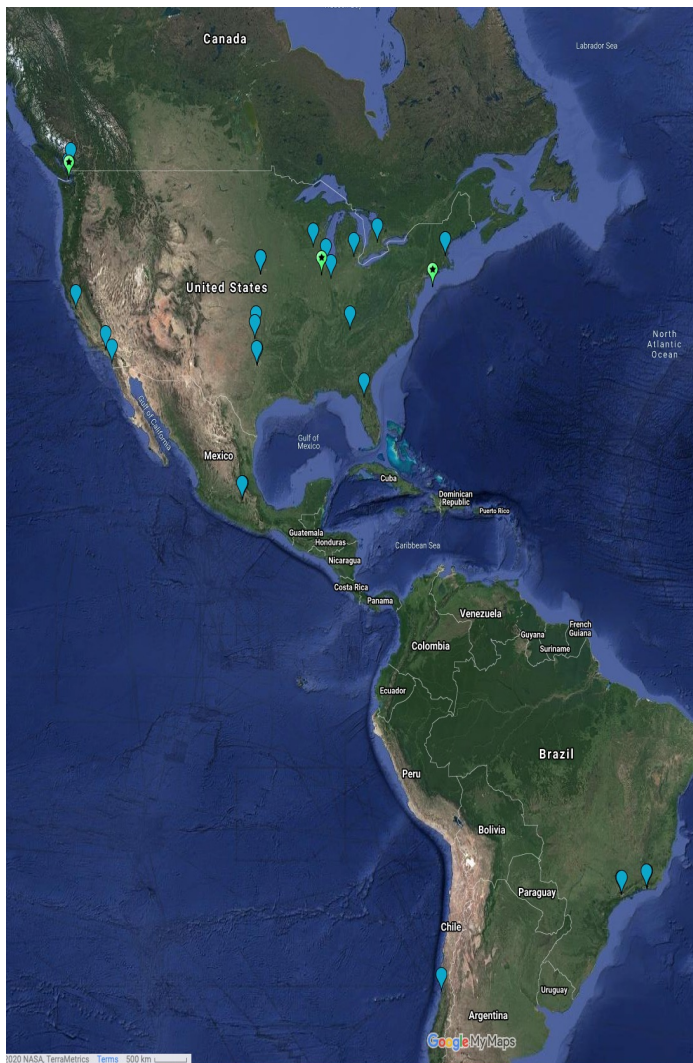 Canada
Labrador Sea
United States
North
Atlantic
Ocean
Gulf of California
Gulf of
Mexico
Mexico
Cuba
Dominican
Republic
Puerto Rico
Guatemala
Honduras
Caribbean Sea
Nicaragua
Costa Rica
Panama
Venezuela
Guyana
French
Guiana
Suriname
Colombia
Ecuador
Brazil
Peru
Bolivia
Paraguay
Chile
Uruguay
Argentina
Google My Maps
2020 NASA, TerraMetrics Terms 500 km